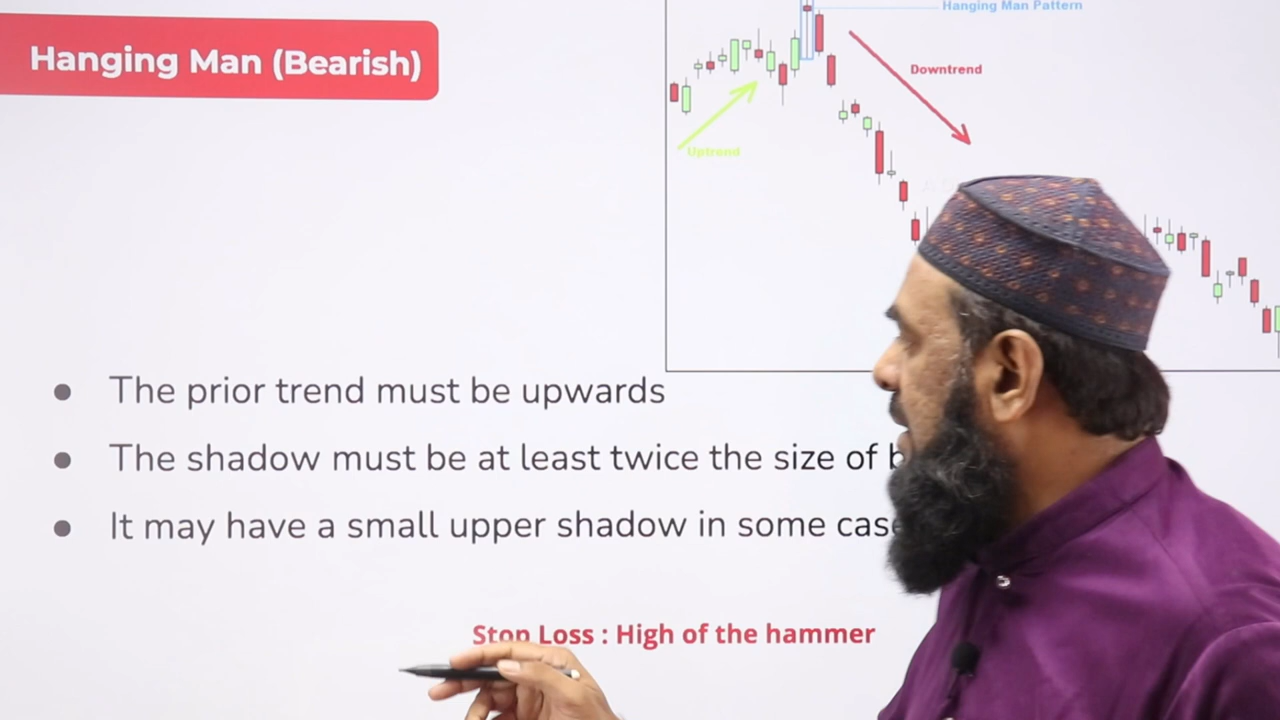 Hanging Man (Bearish)
Hanging Man Pattern
Downtrend
Uptrend
The prior trend must be upwards
The shadow must be at least twice the size of
It may have a small upper shadow in some
Stop Loss : High of the hammer